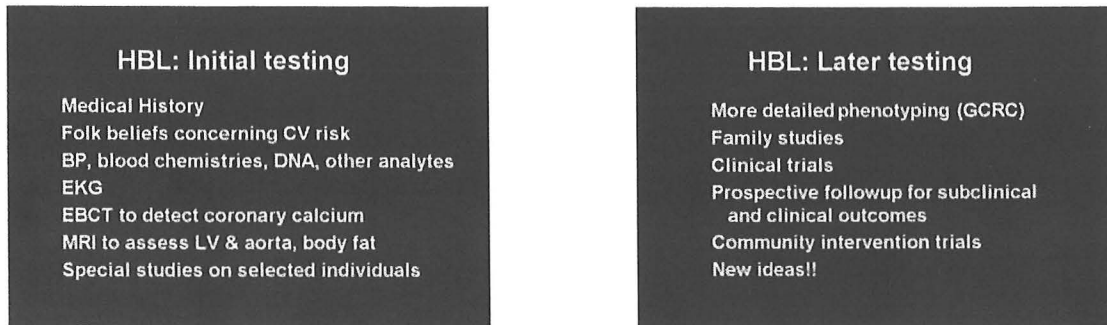 HBL: Initial testing
Medical History
Folk beliefs concerning CV risk
BP, blood chemistries, DNA, other analytes
EKG
EBCT to detect coronary calcium
MRI to assess LV & aorta, body fat
Special studies on selected individuals
HBL: Later testing
More detailed phenotyping (GCRC)
Family studies
Clinical trials
Prospective followup for subclinical
and clinical outcomes
Community intervention trials
New ideas!!